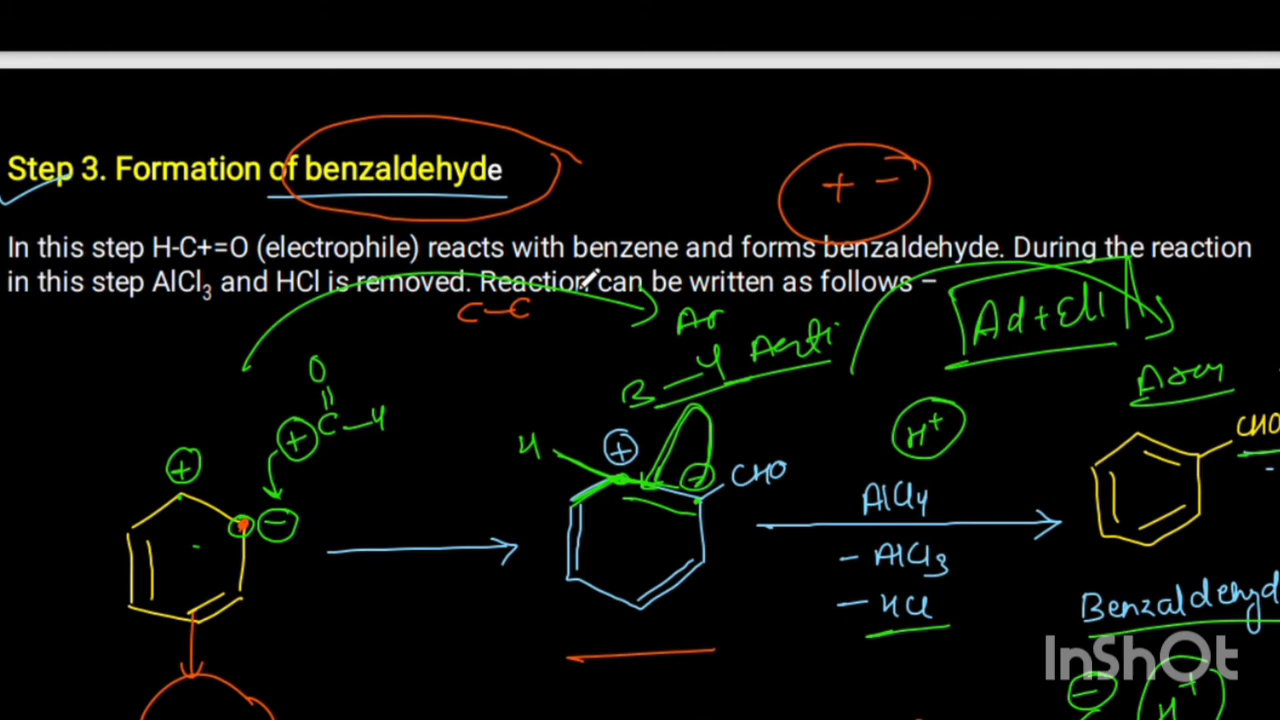 Step 3. Formation of benzaldehyde
+ −
In this step H-C+=O (electrophile) reacts with benzene and forms benzaldehyde. During the reaction
in this step AlCl3 and HCl is removed. Reaction can be written as follows –
C–C
Ad + Eli
O
C–H
+
+
−
H
+
CHO
H+
AlCl4
− AlCl3
− HCl
CHO
Benzaldehyd
InShOt
−
H+